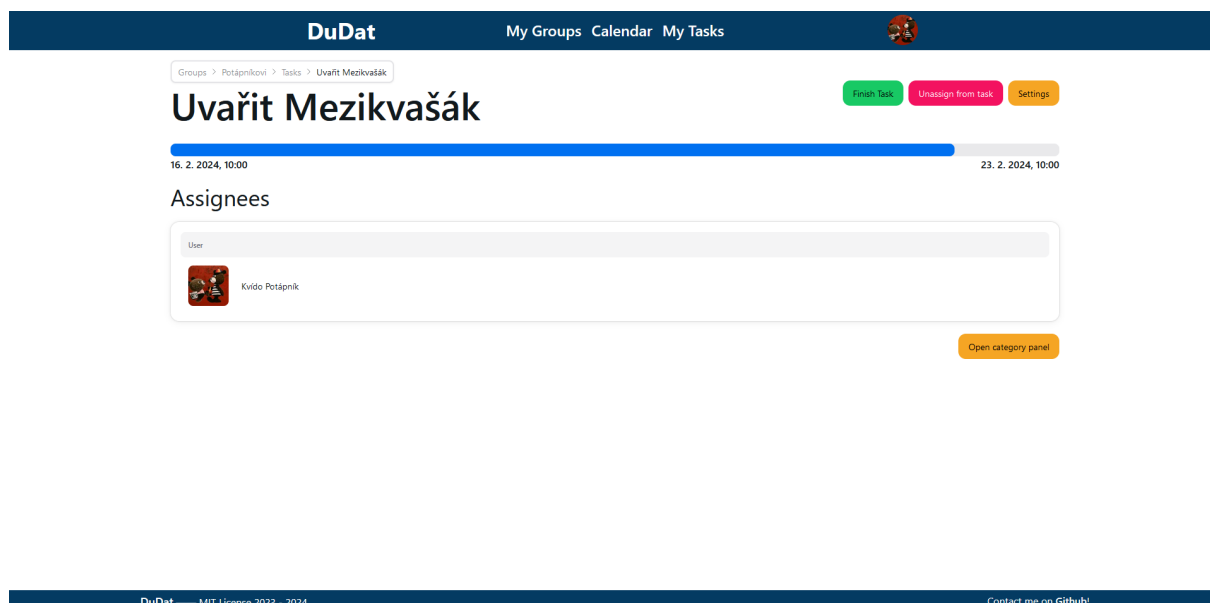 DuDat My Groups Calendar My Tasks
Groups > Potápníkovi > Tasks > Uvařit Mezikvašák
Uvařit Mezikvašák
Finish Task Unassign from task Settings
16. 2. 2024, 10:00 23. 2. 2024, 10:00
Assignees
User
Kvído Potápník
Open category panel
DuDat —— MIT License 2023 - 2024 Contact me on Github!